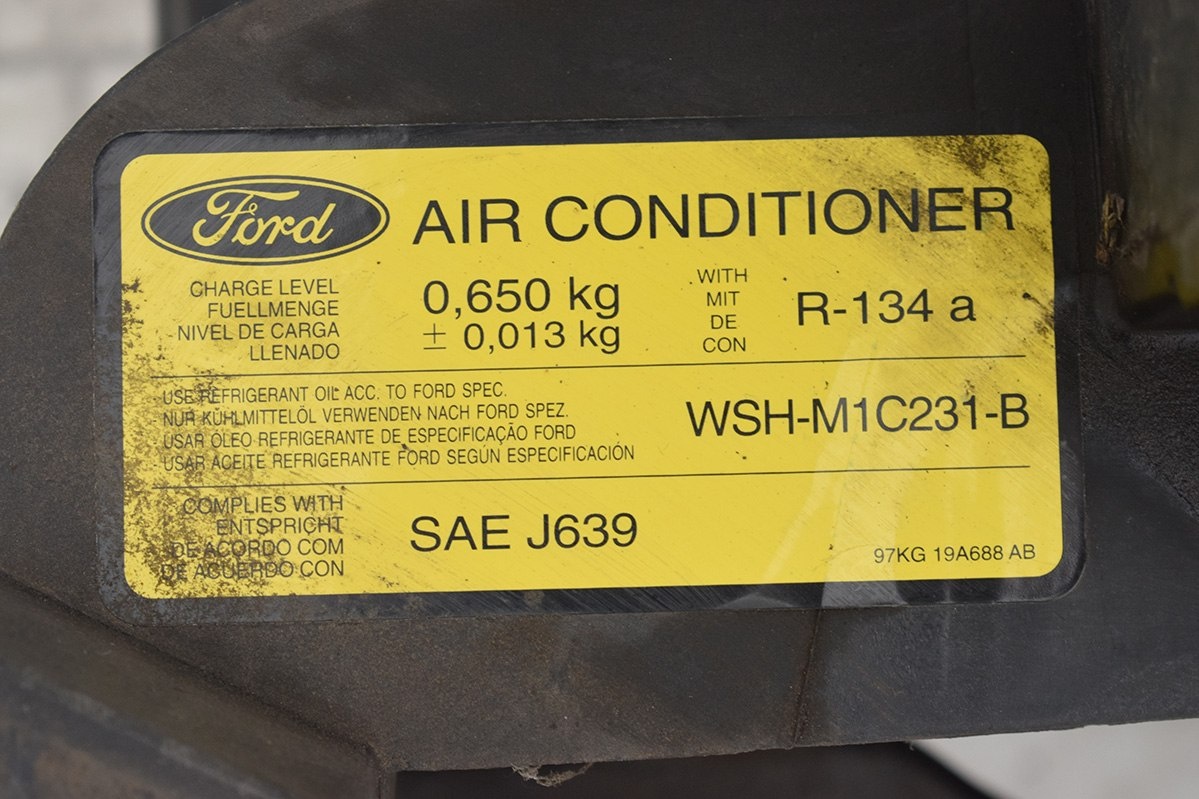 Ford
AIR CONDITIONER
CHARGE LEVEL
FUELLMENGE
NIVEL DE CARGA
LLENADO
0,650 kg
± 0,013 kg
WITH
MIT
DE
CON
R-134 a
USE REFRIGERANT OIL ACC. TO FORD SPEC.
NUR KÜHLMITTELÖL VERWENDEN NACH FORD SPEZ.
USAR ÓLEO REFRIGERANTE DE ESPECIFICAÇÃO FORD
USAR ACEITE REFRIGERANTE FORD SEGÚN ESPECIFICACIÓN
WSH-M1C231-B
COMPLIES WITH
ENTSPRICHT
DE ACORDO COM
DE ACUERDO CON
SAE J639
97KG 19A688 AB